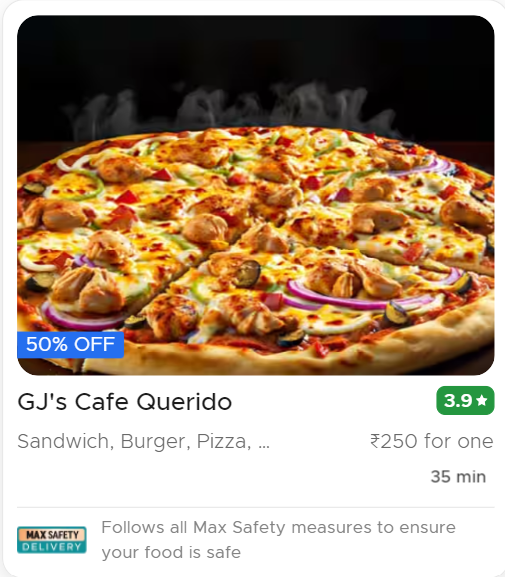 50% OFF
GJ's Cafe Querido
3.9★
Sandwich, Burger, Pizza, ...
₹250 for one
35 min
MAX SAFETY
DELIVERY
Follows all Max Safety measures to ensure
your food is safe